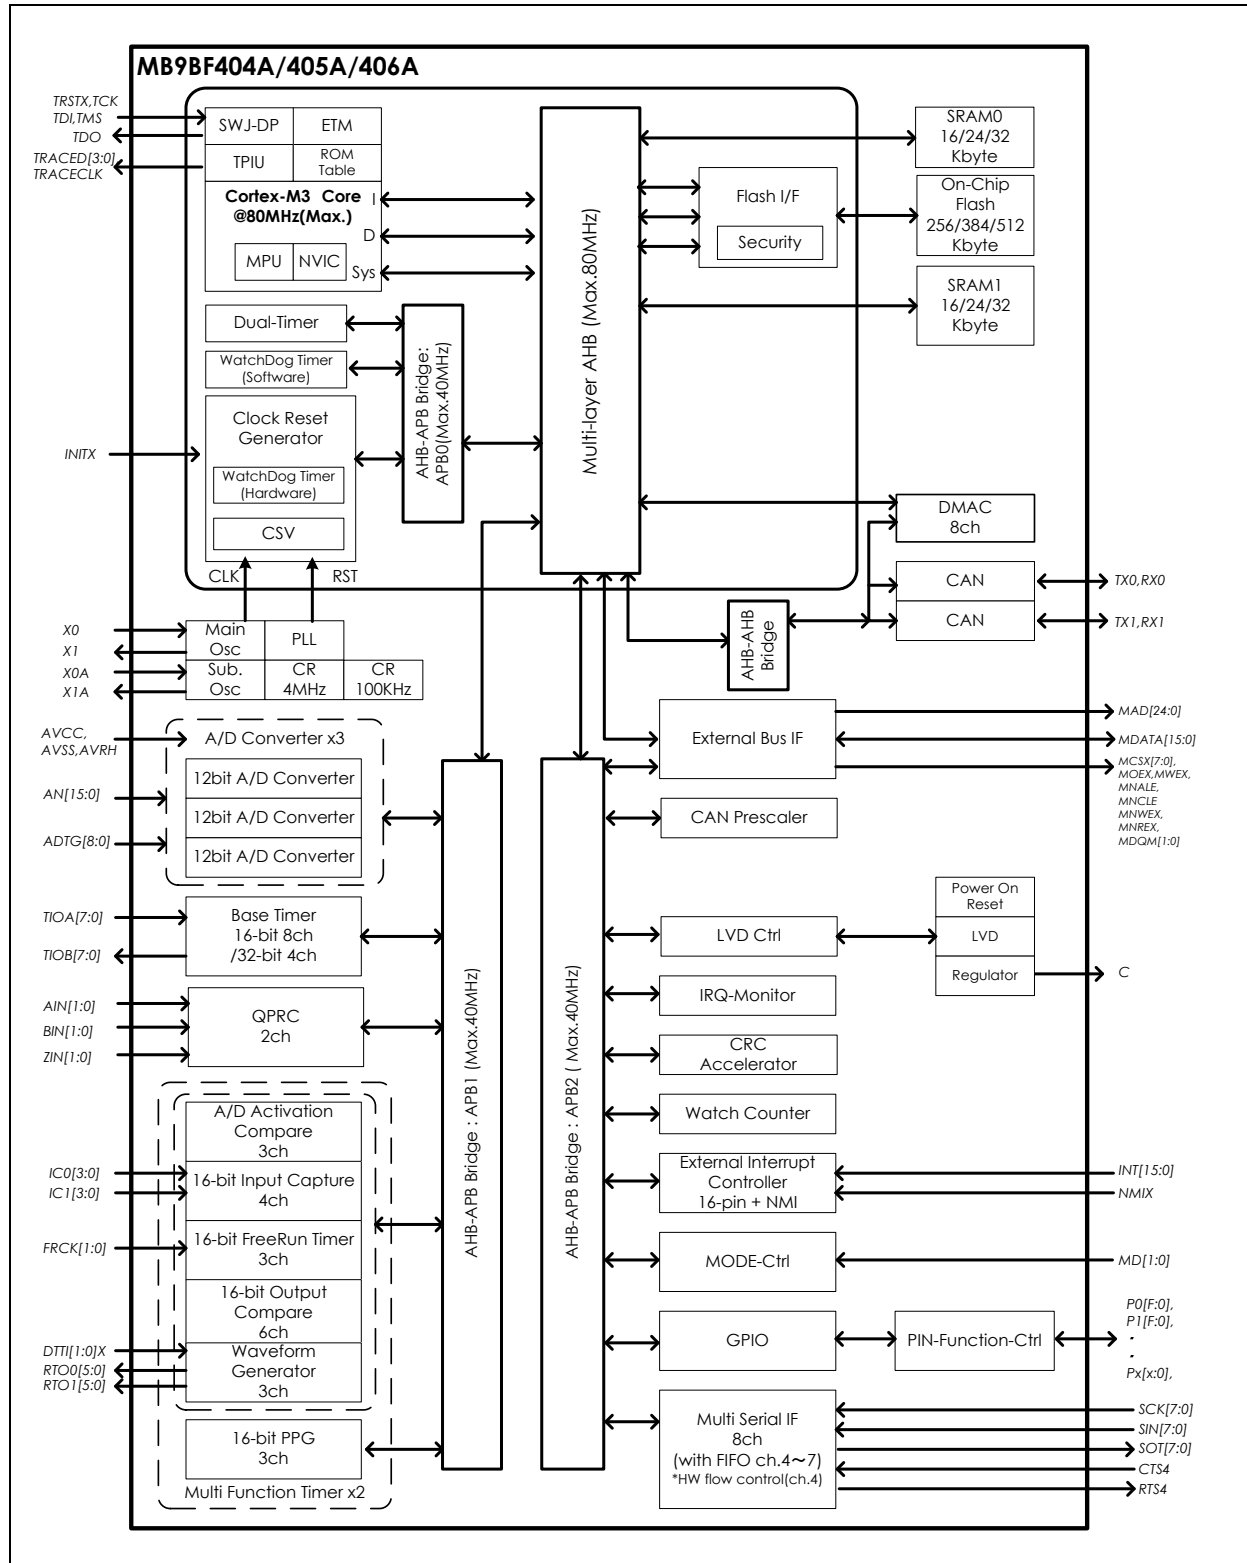 MB9BF404A/405A/406A
TRSTX,TCK
TDI,TMS
TDO
TRACED[3:0]
TRACECLK
SWJ-DP
ETM
TPIU
ROM
Table
Cortex-M3 Core
@80MHz(Max.)
I
D
Sys
MPU
NVIC
Dual-Timer
WatchDog Timer
(Software)
Clock Reset
Generator
WatchDog Timer
(Hardware)
CSV
INITX
CLK
RST
AHB-APB Bridge:
APB0(Max.40MHz)
Multi-layer AHB (Max.80MHz)
Flash I/F
Security
SRAM0
16/24/32
Kbyte
On-Chip
Flash
256/384/512
Kbyte
SRAM1
16/24/32
Kbyte
DMAC
8ch
CAN
TX0,RX0
CAN
TX1,RX1
AHB-AHB
Bridge
X0
X1
X0A
X1A
Main
Osc
PLL
Sub.
Osc
CR
4MHz
CR
100KHz
AVCC,
AVSS,AVRH
AN[15:0]
ADTG[8:0]
A/D Converter x3
12bit A/D Converter
12bit A/D Converter
12bit A/D Converter
TIOA[7:0]
TIOB[7:0]
Base Timer
16-bit 8ch
/32-bit 4ch
AIN[1:0]
BIN[1:0]
ZIN[1:0]
QPRC
2ch
A/D Activation
Compare
3ch
IC0[3:0]
IC1[3:0]
16-bit Input Capture
4ch
FRCK[1:0]
16-bit FreeRun Timer
3ch
16-bit Output
Compare
6ch
DTTI[1:0]X
RTO0[5:0]
RTO1[5:0]
Waveform
Generator
3ch
16-bit PPG
3ch
Multi Function Timer x2
AHB-APB Bridge : APB1 (Max.40MHz)
AHB-APB Bridge : APB2 ( Max.40MHz)
External Bus IF
MAD[24:0]
MDATA[15:0]
MCSX[7:0],
MOEX,MWEX,
MNALE,
MNCLE
MNWEX,
MNREX,
MDQM[1:0]
CAN Prescaler
LVD Ctrl
Power On
Reset
LVD
Regulator
C
IRQ-Monitor
CRC
Accelerator
Watch Counter
External Interrupt
Controller
16-pin + NMI
INT[15:0]
NMIX
MODE-Ctrl
MD[1:0]
GPIO
PIN-Function-Ctrl
P0[F:0],
P1[F:0],
.
.
Px[x:0],
Multi Serial IF
8ch
(with FIFO ch.4～7)
*HW flow control(ch.4)
SCK[7:0]
SIN[7:0]
SOT[7:0]
CTS4
RTS4